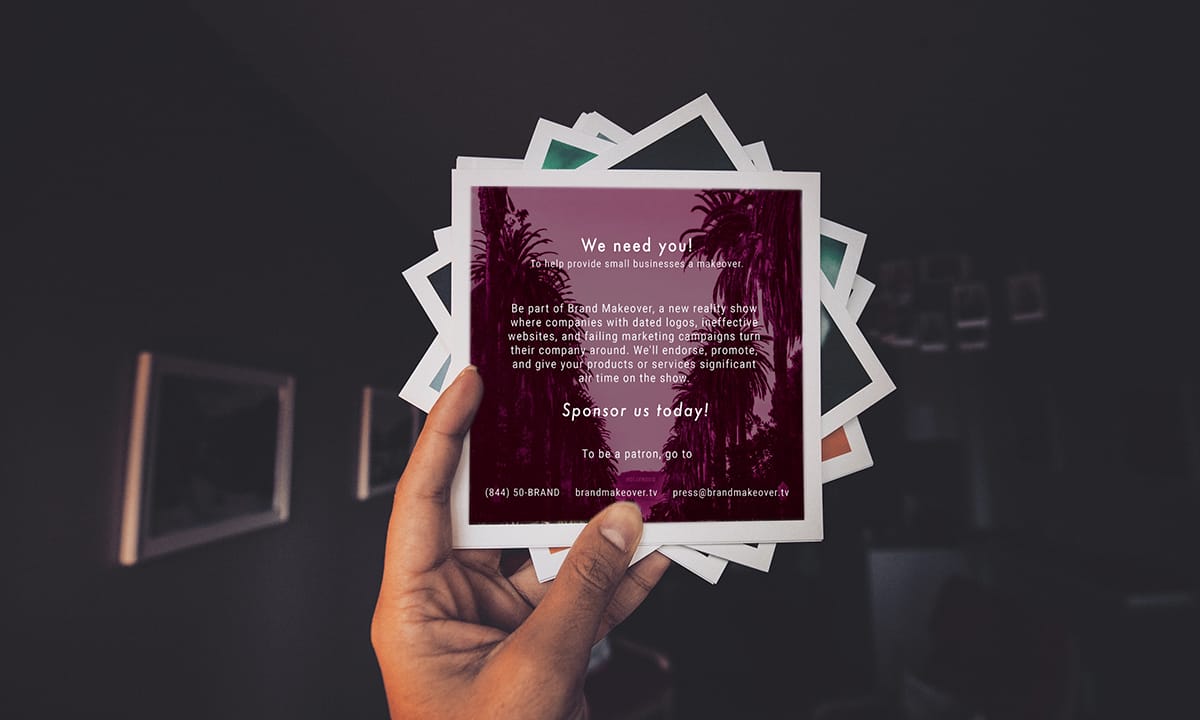 We need you!
To help provide small businesses a makeover.
Be part of Brand Makeover, a new reality show
where companies with dated logos, ineffective
websites, and failing marketing campaigns turn
their company around. We'll endorse, promote,
and give your products or services significant
air time on the show.
Sponsor us today!
To be a patron, go to
HOLLYWOOD
(844) 50-BRAND brandmakeover.tv press@brandmakeover.tv